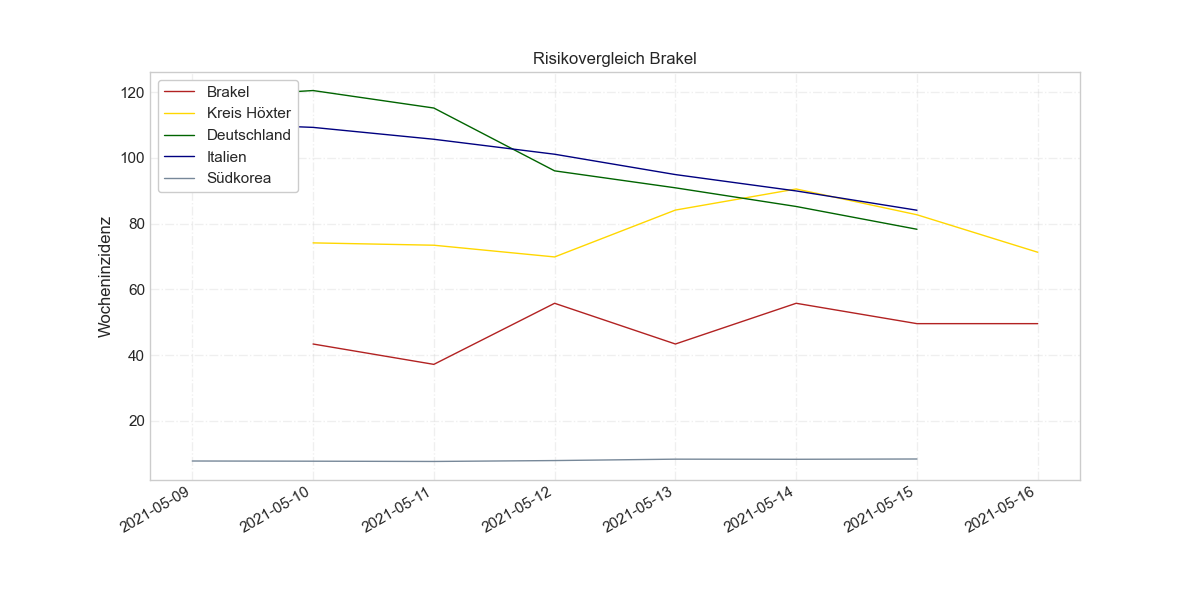 Risikovergleich Brakel
Brakel
Kreis Höxter
Deutschland
Italien
Südkorea
Wocheninzidenz
120
100
80
60
40
20
2021-05-09
2021-05-10
2021-05-11
2021-05-12
2021-05-13
2021-05-14
2021-05-15
2021-05-16